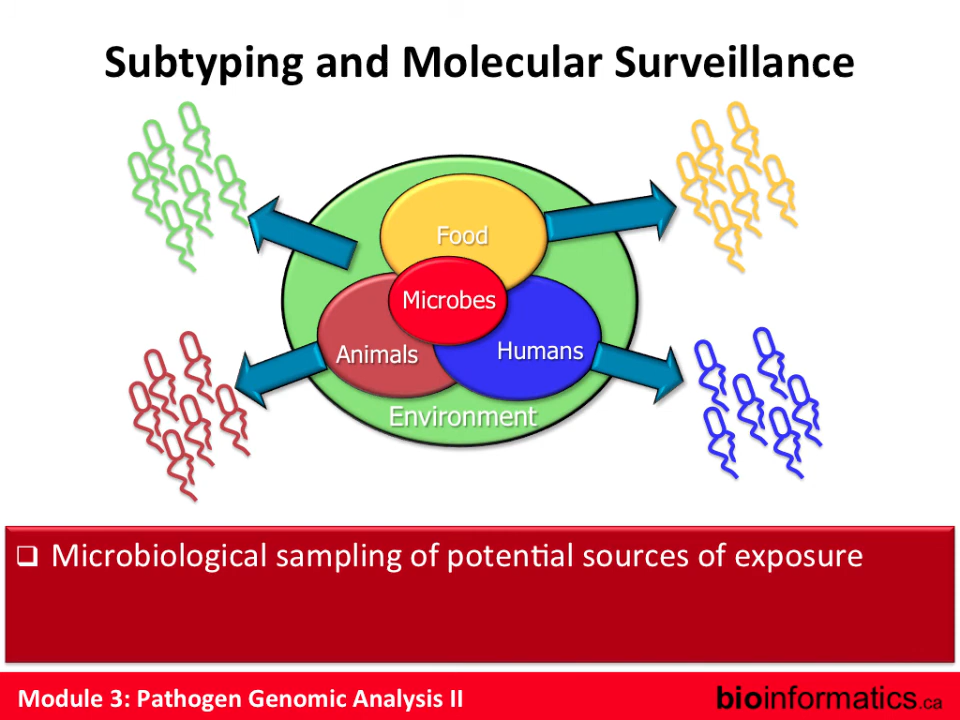 Subtyping and Molecular Surveillance
Food
Microbes
Animals
Humans
Environment
❑ Microbiological sampling of potential sources of exposure
Module 3: Pathogen Genomic Analysis II
bioinformatics.ca